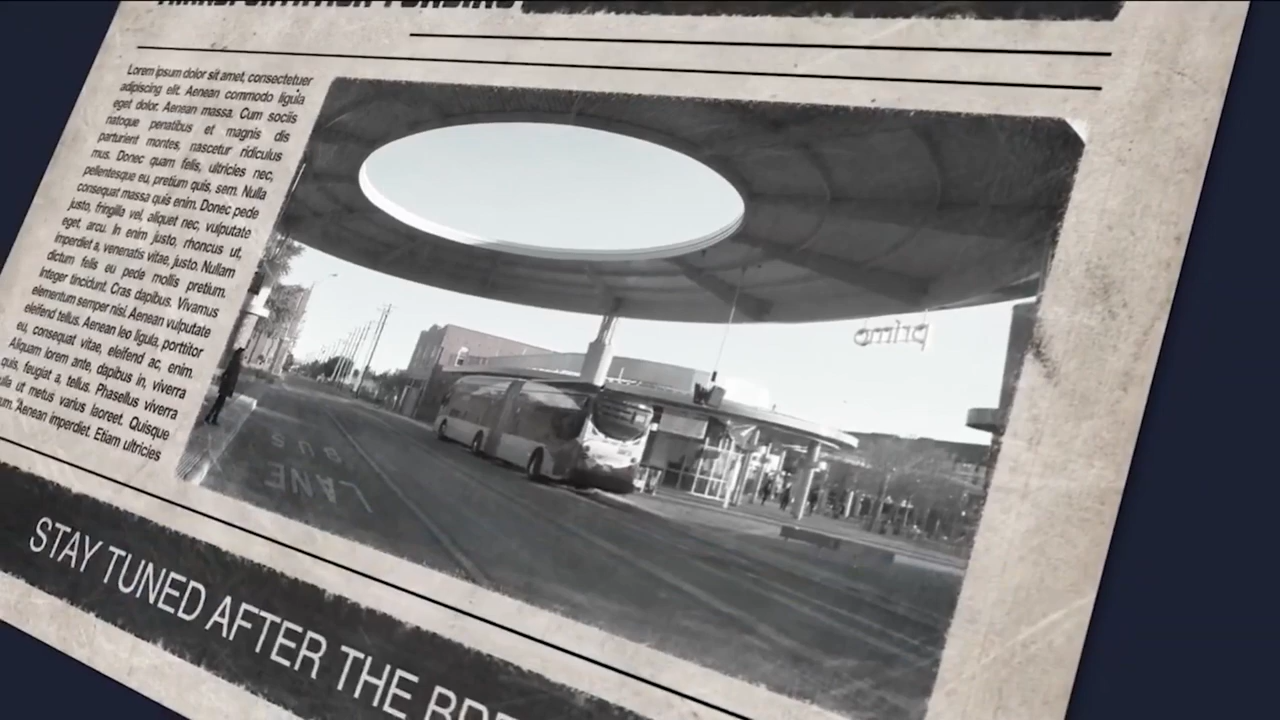 TRANSPORTATION FUNDING
Lorem ipsum dolor sit amet, consectetuer
adipiscing elit. Aenean commodo ligula
eget dolor. Aenean massa. Cum sociis
natoque penatibus et magnis dis
parturient montes, nascetur ridiculus
mus. Donec quam felis, ultricies nec,
pellentesque eu, pretium quis, sem. Nulla
consequat massa quis enim. Donec pede
justo, fringilla vel, aliquet nec, vulputate
eget, arcu. In enim justo, rhoncus ut,
imperdiet a, venenatis vitae, justo. Nullam
dictum felis eu pede mollis pretium.
Integer tincidunt. Cras dapibus. Vivamus
elementum semper nisi. Aenean vulputate
eleifend tellus. Aenean leo ligula, porttitor
eu, consequat vitae, eleifend ac, enim.
Aliquam lorem ante, dapibus in, viverra
quis, feugiat a, tellus. Phasellus viverra
ut metus varius laoreet. Quisque
Aenean imperdiet. Etiam ultricies
primo
BUS
LANE
STAY TUNED AFTER THE